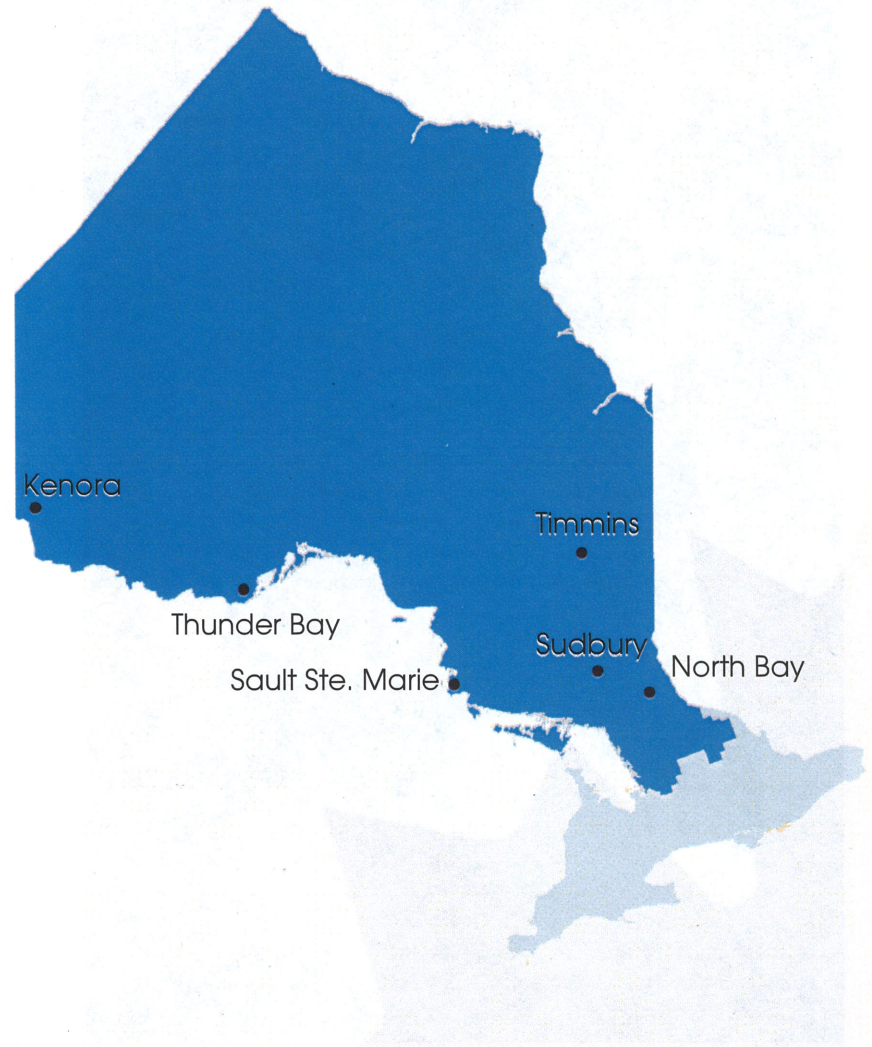 Kenora
Timmins
Thunder Bay
Sudbury
North Bay
Sault Ste. Marie